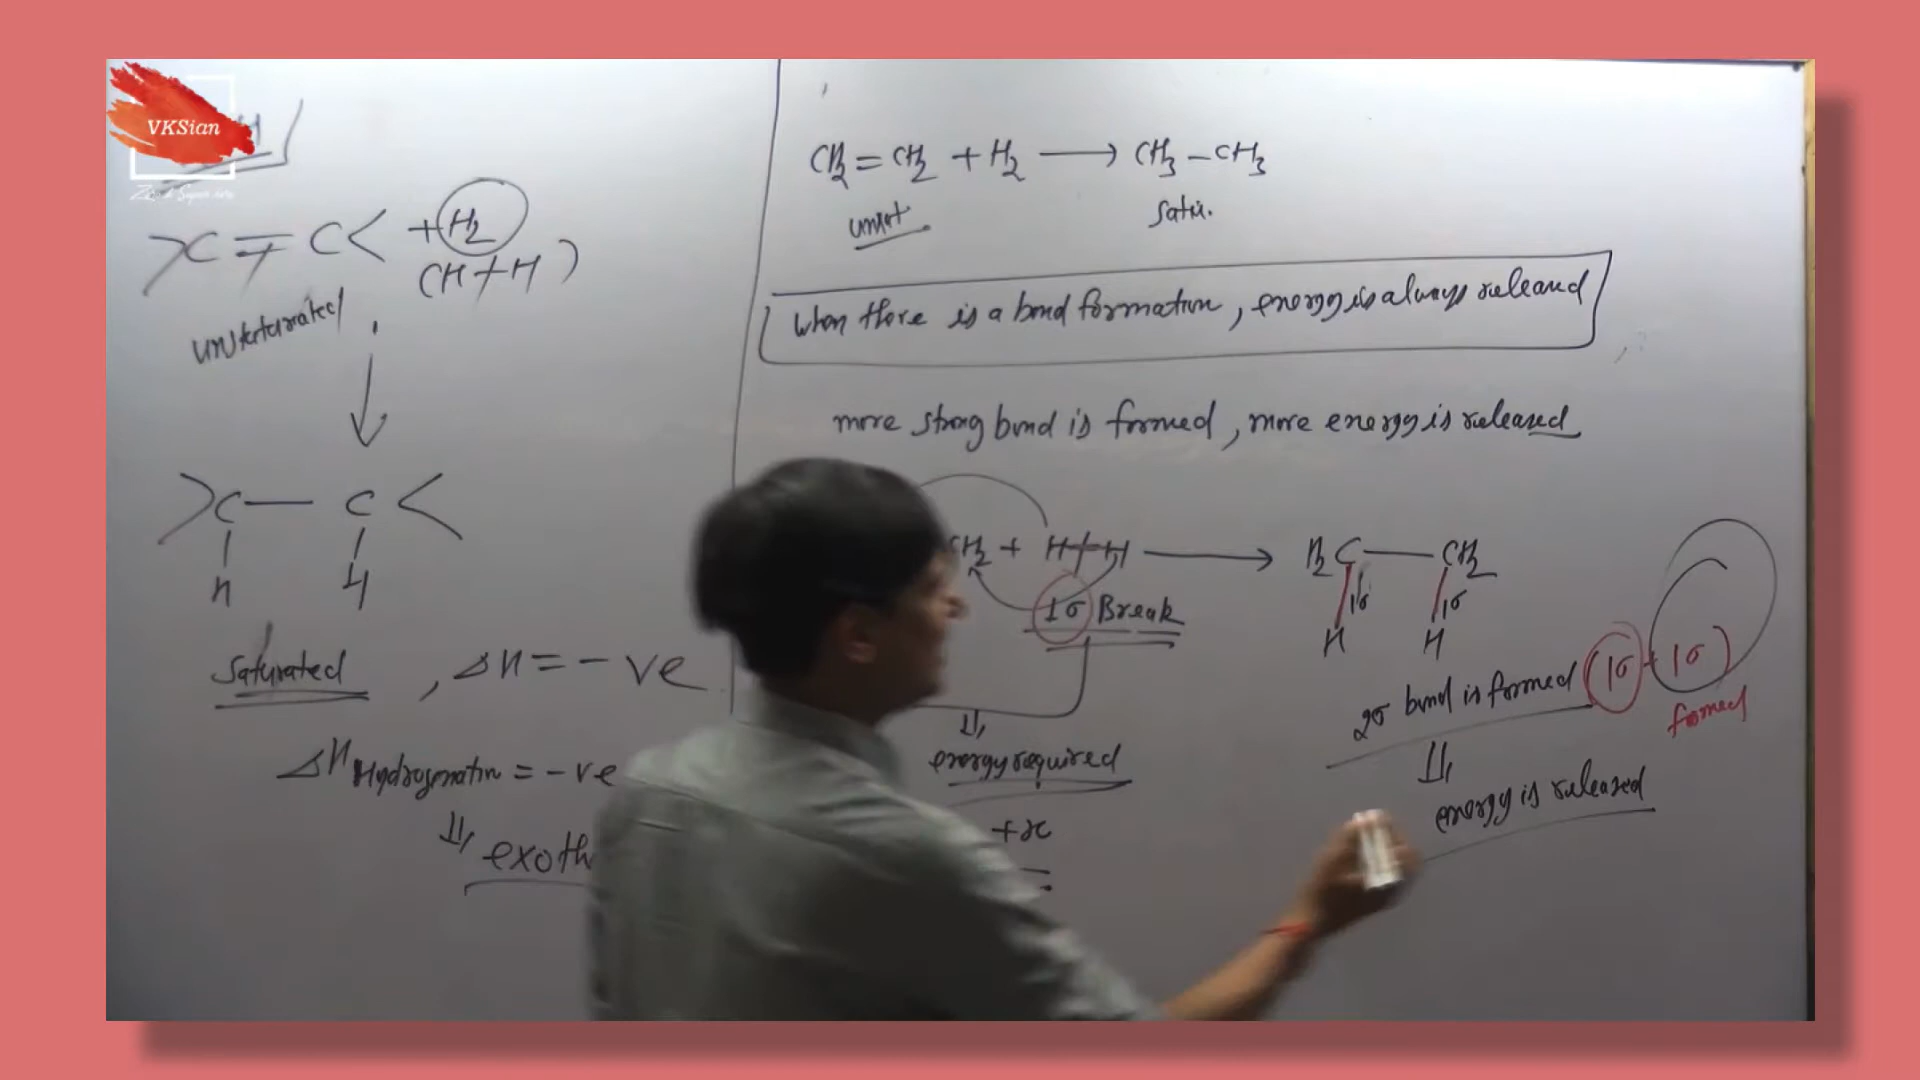 VKSian
>C=C< + H2
(H+H)
unsaturated
>C—C<
H H
Saturated, ΔH = -ve
ΔH Hydrogenation = -ve
⇓ exoth
CH2=CH2 + H2 ⟶ CH3-CH3
unsat satu.
When there is a bond formation, energy is always released
more strong bond is formed, more energy is released
CH2 + H-H ⟶ H2C—CH2
1σ Break
1σ 1σ
H H
2σ bond is formed (1σ + 1σ)
formed
⇓ energy required
+x
⇓ energy is released